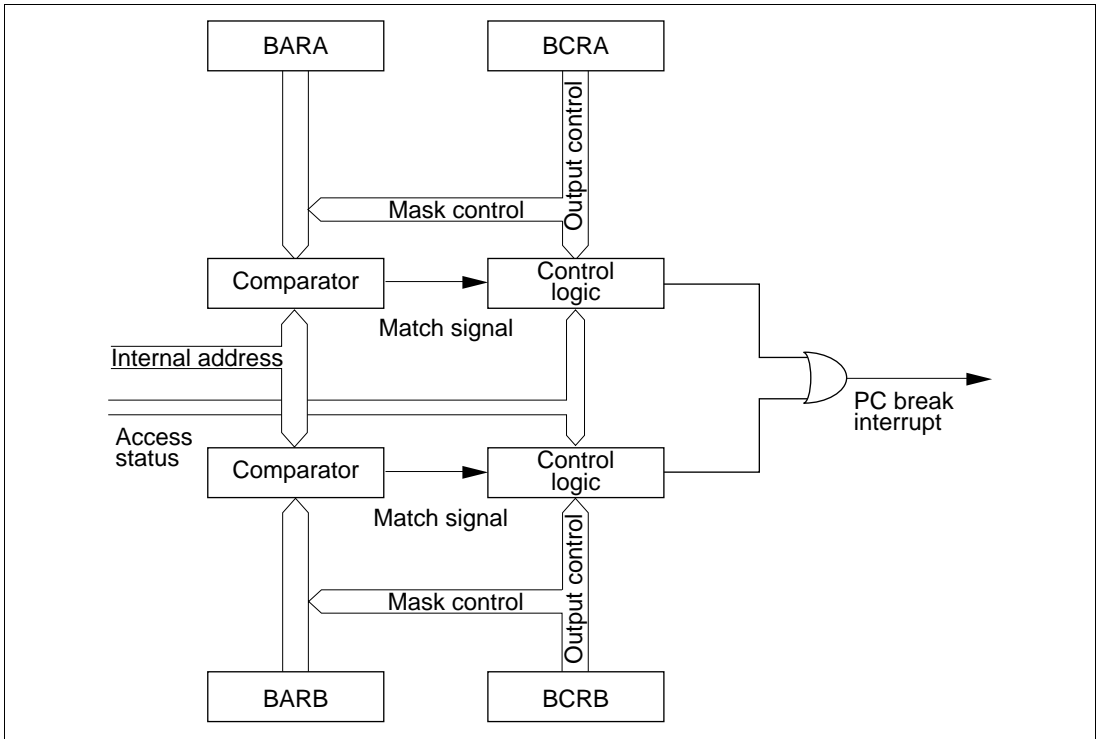 BARA
BCRA
Output control
Mask control
Comparator
Control
logic
Match signal
Internal address
Access
status
PC break
interrupt
Comparator
Control
logic
Match signal
Output control
Mask control
BARB
BCRB